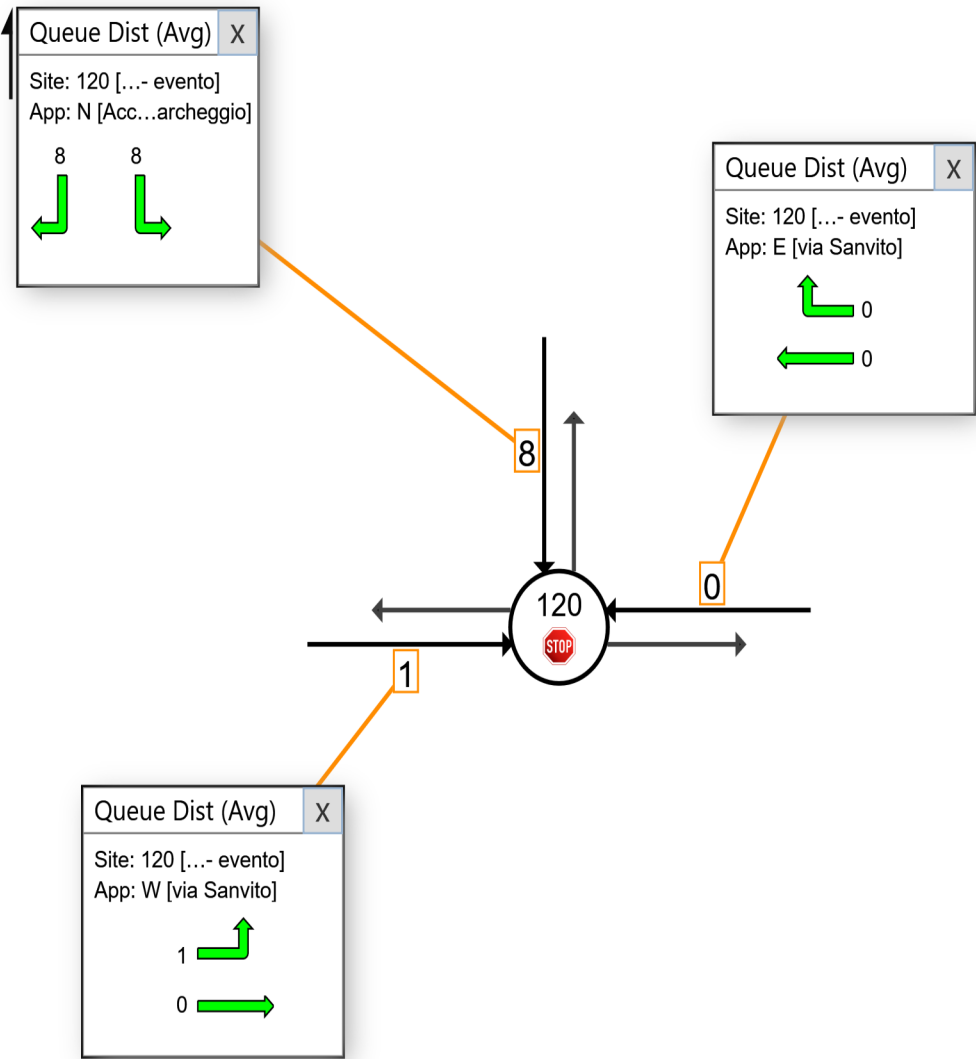 Queue Dist (Avg) X
Site: 120 [...- evento]
App: N [Acc...archeggio]
8 8
Queue Dist (Avg) X
Site: 120 [...- evento]
App: E [via Sanvito]
0
0
8
0
120
STOP
1
Queue Dist (Avg) X
Site: 120 [...- evento]
App: W [via Sanvito]
1
0